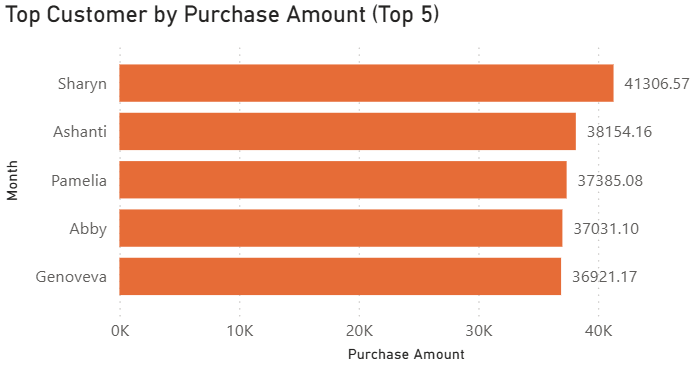 Top Customer by Purchase Amount (Top 5)
Month
Sharyn 41306.57
Ashanti 38154.16
Pamelia 37385.08
Abby 37031.10
Genoveva 36921.17
0K 10K 20K 30K 40K
Purchase Amount